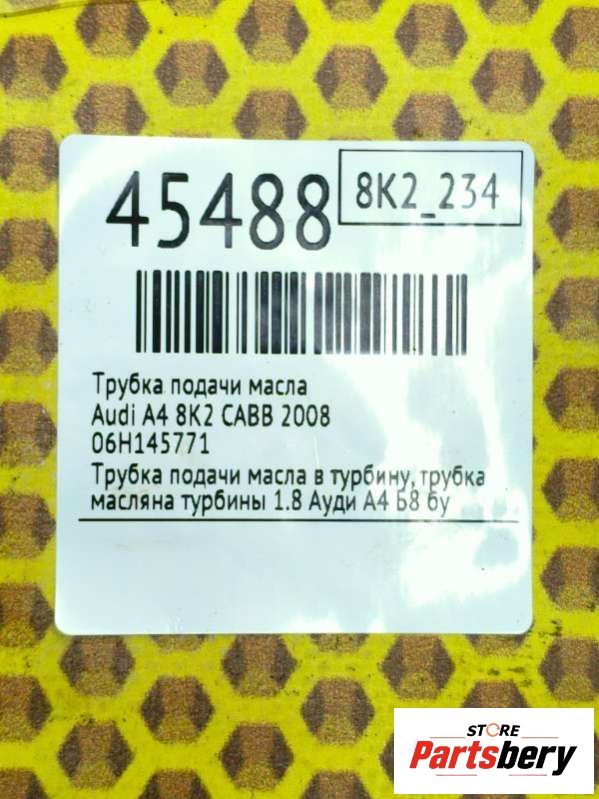 45488
8K2_234
Трубка подачи масла
Audi A4 8K2 CABB 2008
06H145771
Трубка подачи масла в турбину, трубка
масляна турбины 1.8 Ауди А4 Б8 бу
STORE
Partsbery